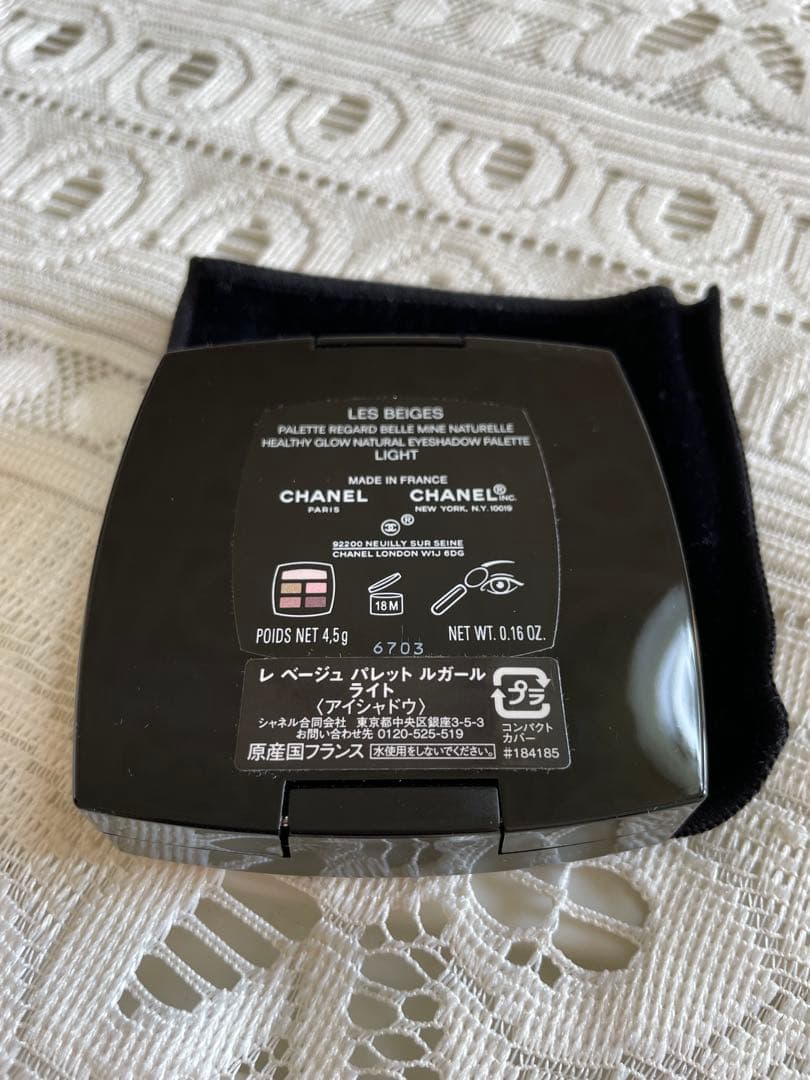 LES BEIGES
PALETTE REGARD BELLE MINE NATURELLE
HEALTHY GLOW NATURAL EYESHADOW PALETTE
LIGHT
MADE IN FRANCE
CHANEL CHANEL® INC.
PARIS NEW YORK, N.Y. 10019
®
92200 NEUILLY SUR SEINE
CHANEL LONDON W1J 6DG
18 M
POIDS NET 4,5g NET WT. 0.16 OZ.
6703
レ ベージュ パレット ルガール
ライト
〈アイシャドウ〉
シャネル合同会社 東京都中央区銀座3-5-3
お問い合わせ先 0120-525-519
原産国フランス 水使用をしないでください。
プラ
コンパクト
カバー
#184185